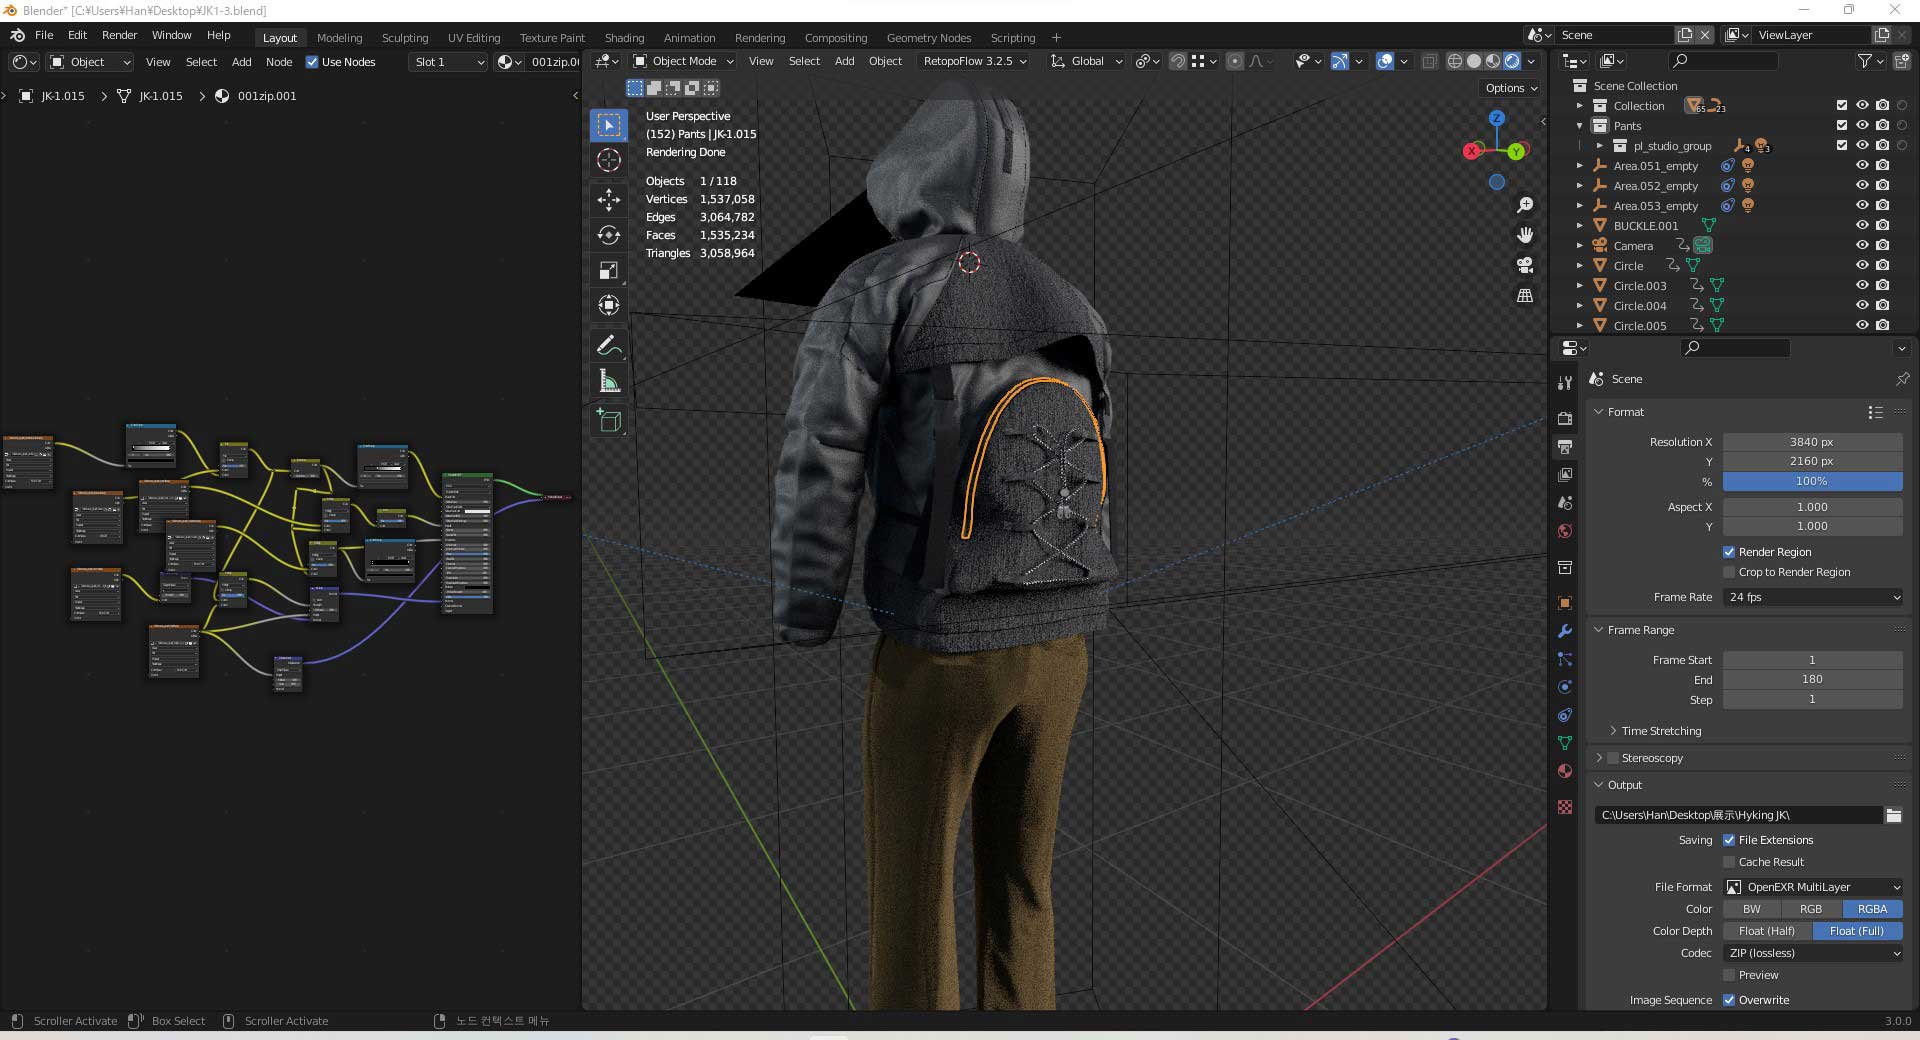 Blender* [C:¥Users¥Han¥Desktop¥JK1-3.blend]
File Edit Render Window Help
Layout Modeling Sculpting UV Editing Texture Paint Shading Animation Rendering Compositing Geometry Nodes Scripting +
Scene
ViewLayer
Object View Select Add Node Use Nodes Slot 1 001zip.0
JK-1.015 > JK-1.015 > 001zip.001
Object Mode View Select Add Object RetopoFlow 3.2.5 Global
Options
User Perspective
(152) Pants | JK-1.015
Rendering Done
Objects 1 / 118
Vertices 1,537,058
Edges 3,064,782
Faces 1,535,234
Triangles 3,058,964
Z
X
Y
Scene Collection
Collection 65 23
Pants
pl_studio_group 4 3
Area.051_empty
Area.052_empty
Area.053_empty
BUCKLE.001
Camera
Circle
Circle.003
Circle.004
Circle.005
Scene
Format
Resolution X 3840 px
Y 2160 px
% 100%
Aspect X 1.000
Y 1.000
Render Region
Crop to Render Region
Frame Rate 24 fps
Frame Range
Frame Start 1
End 180
Step 1
Time Stretching
Stereoscopy
Output
C:\Users\Han\Desktop\展示\Hyking JK\
Saving File Extensions
Cache Result
File Format OpenEXR MultiLayer
Color BW RGB RGBA
Color Depth Float (Half) Float (Full)
Codec ZIP (lossless)
Preview
Image Sequence Overwrite
Scroller Activate Box Select Scroller Activate 노드 컨텍스트 메뉴
3.0.0